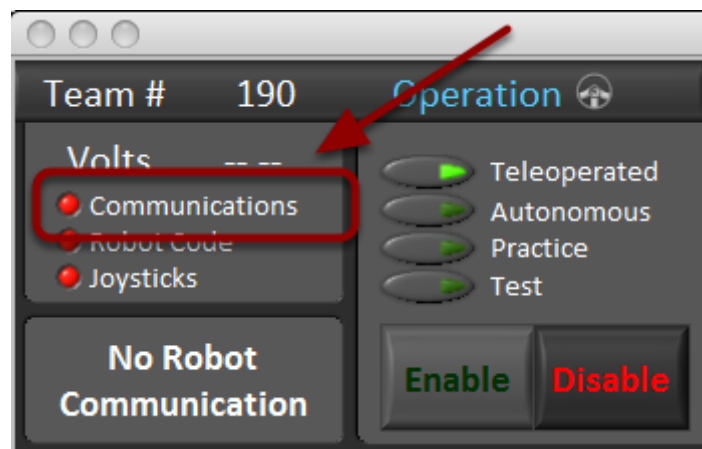 Team # 190
Operation
Volts --.--
Communications
Robot Code
Joysticks
No Robot
Communication
Teleoperated
Autonomous
Practice
Test
Enable
Disable